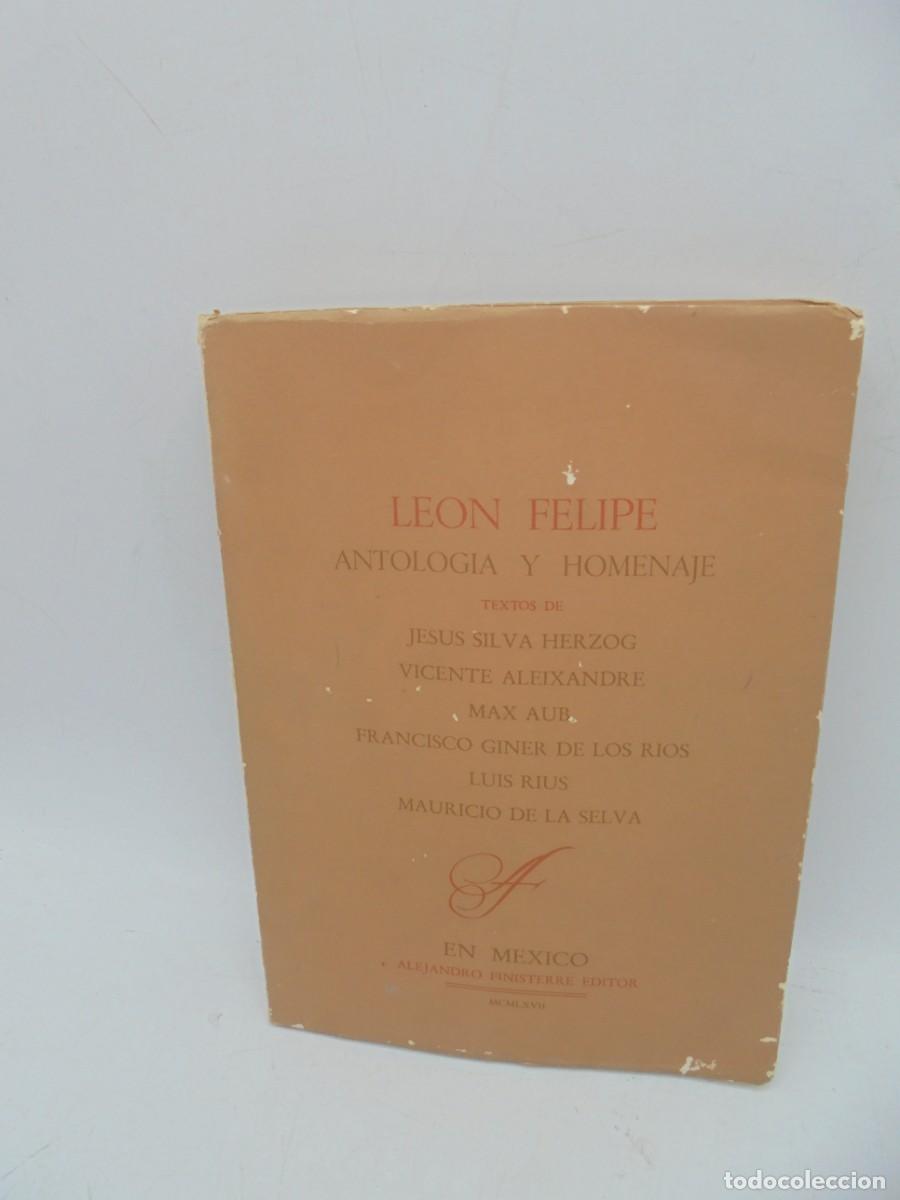 LEON FELIPE
ANTOLOGIA Y HOMENAJE
TEXTOS DE
JESUS SILVA HERZOG
VICENTE ALEIXANDRE
MAX AUB
FRANCISCO GINER DE LOS RIOS
LUIS RIUS
MAURICIO DE LA SELVA
AF
EN MEXICO
ALEJANDRO FINISTERRE EDITOR
MCMLXVII
todocoleccion